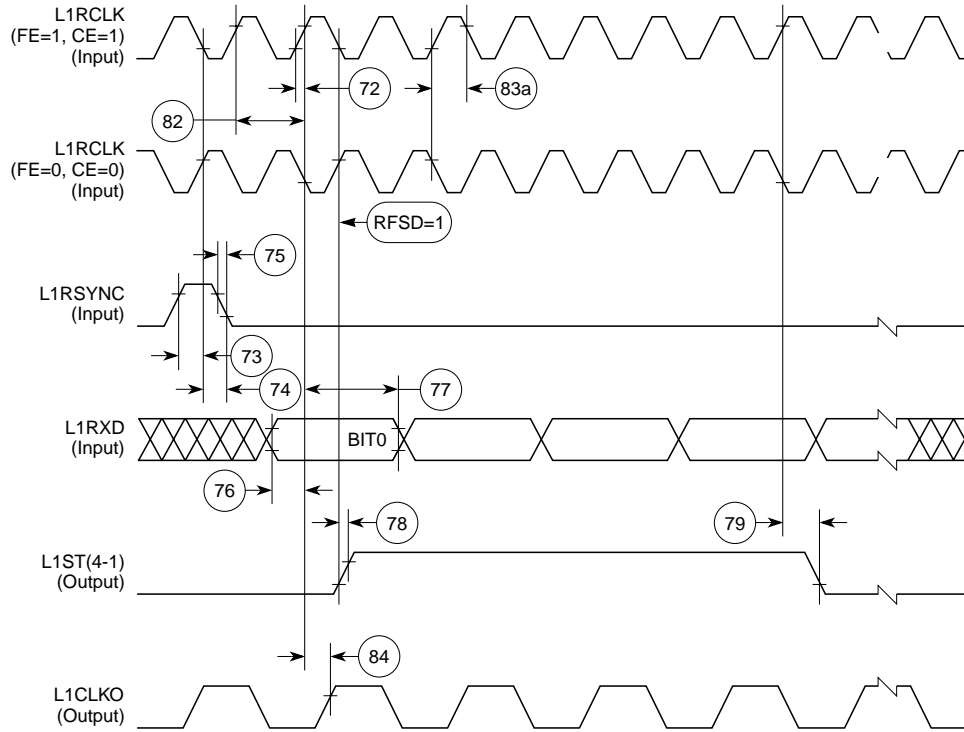 L1RCLK
(FE=1, CE=1)
(Input)
72
83a
82
L1RCLK
(FE=0, CE=0)
(Input)
RFSD=1
75
L1RSYNC
(Input)
73
74
77
L1RXD
(Input)
BIT0
76
78
79
L1ST(4-1)
(Output)
84
L1CLKO
(Output)